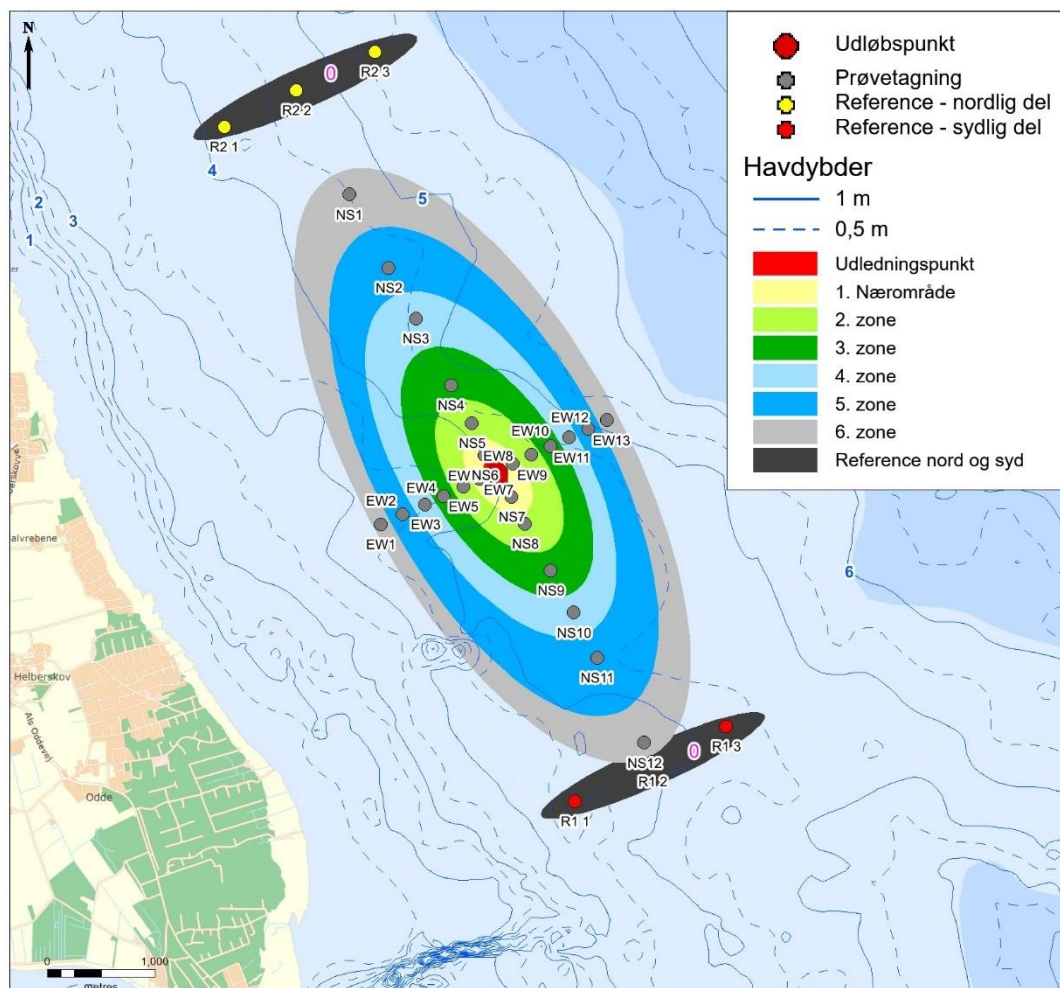 N
R2 3
0
R2 2
R2 1
4
2
3
5
1
NS1
NS2
NS3
NS4
NS5
EW12
EW10
EW13
EW8
EW11
NS6
EW9
EW
EW4
EW7
EW2
EW5
NS7
EW3
EW1
NS8
NS9
6
NS10
NS11
Helberskov
Als Oddevej
Odde
NS12
0
R1 3
R1 2
R1 1
0
1,000
metres
Udløbspunkt
Prøvetagning
Reference - nordlig del
Reference - sydlig del
Havdybder
1 m
0,5 m
Udledningspunkt
1. Nærområde
2. zone
3. zone
4. zone
5. zone
6. zone
Reference nord og syd